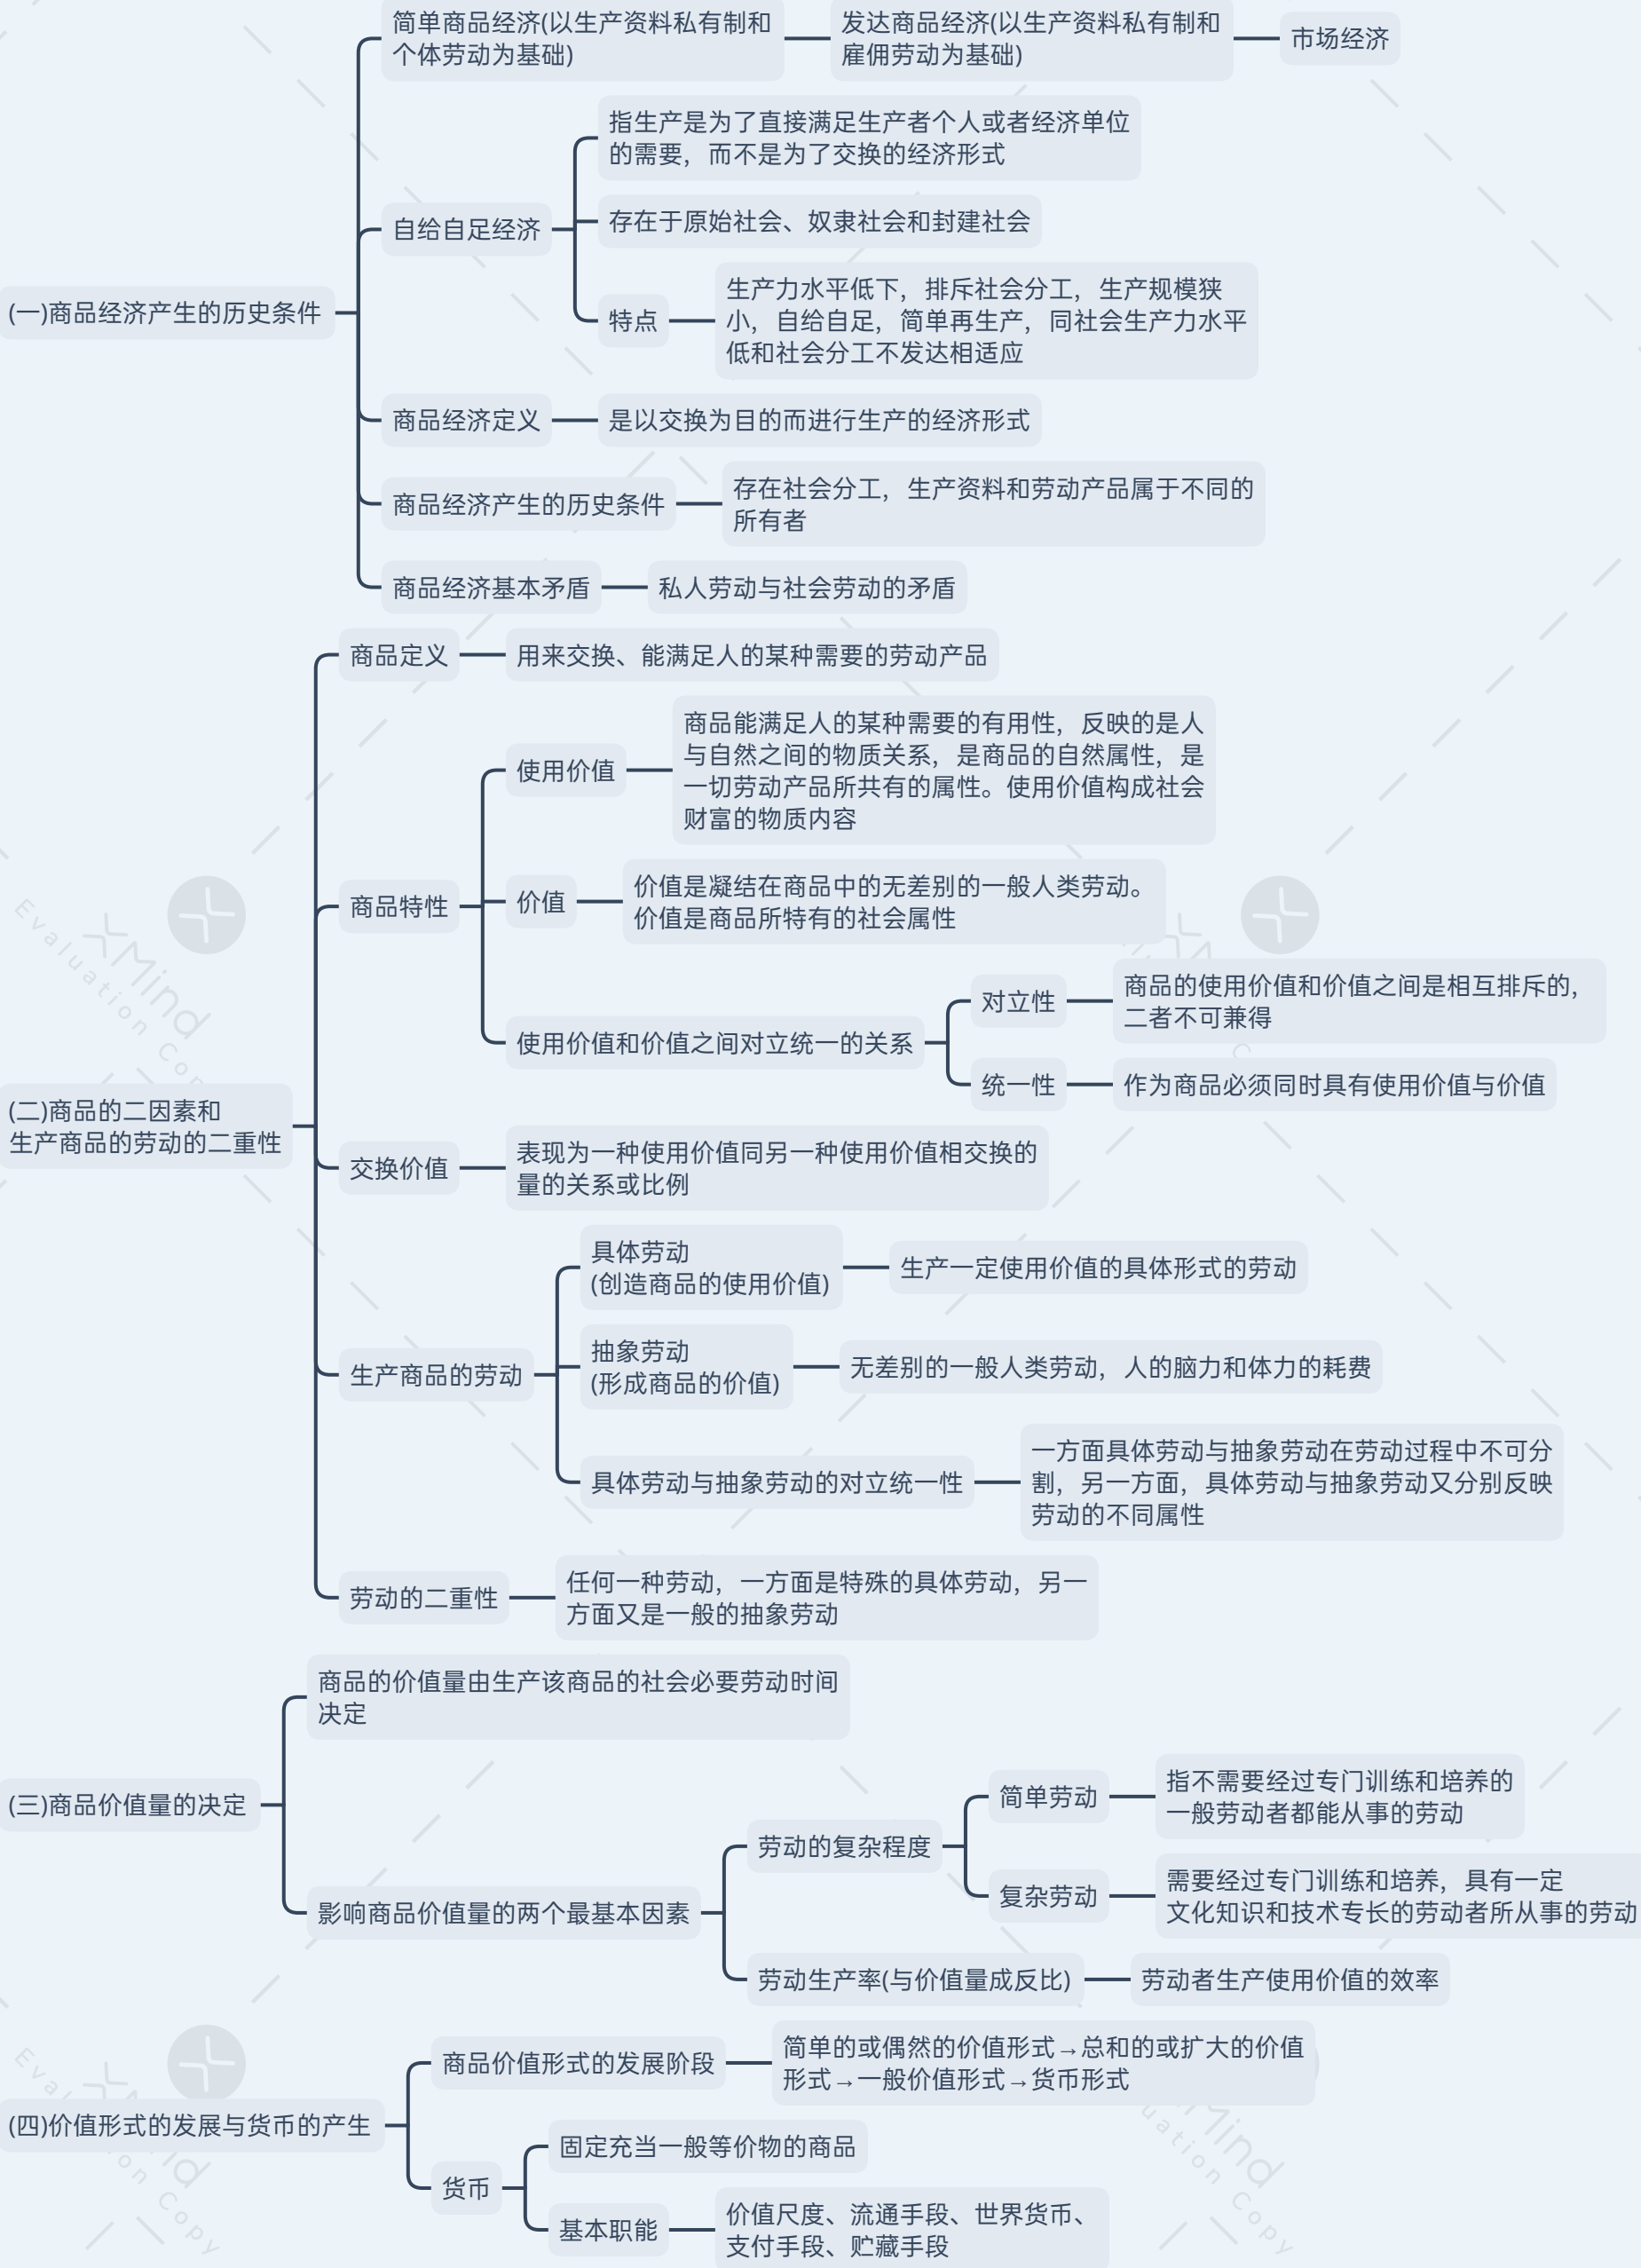 简单商品经济(以生产资料私有制和
个体劳动为基础)
发达商品经济(以生产资料私有制和
雇佣劳动为基础)
市场经济
指生产是为了直接满足生产者个人或者经济单位
的需要，而不是为了交换的经济形式
自给自足经济
存在于原始社会、奴隶社会和封建社会
特点
生产力水平低下，排斥社会分工，生产规模狭
小，自给自足，简单再生产，同社会生产力水平
低和社会分工不发达相适应
(一)商品经济产生的历史条件
商品经济定义
是以交换为目的而进行生产的经济形式
商品经济产生的历史条件
存在社会分工，生产资料和劳动产品属于不同的
所有者
商品经济基本矛盾
私人劳动与社会劳动的矛盾
商品定义
用来交换、能满足人的某种需要的劳动产品
使用价值
商品能满足人的某种需要的有用性，反映的是人
与自然之间的物质关系，是商品的自然属性，是
一切劳动产品所共有的属性。使用价值构成社会
财富的物质内容
商品特性
价值
价值是凝结在商品中的无差别的一般人类劳动。
价值是商品所特有的社会属性
使用价值和价值之间对立统一的关系
对立性
商品的使用价值和价值之间是相互排斥的，
二者不可兼得
统一性
作为商品必须同时具有使用价值与价值
(二)商品的二因素和
生产商品的劳动的二重性
交换价值
表现为一种使用价值同另一种使用价值相交换的
量的关系或比例
具体劳动
(创造商品的使用价值)
生产一定使用价值的具体形式的劳动
生产商品的劳动
抽象劳动
(形成商品的价值)
无差别的一般人类劳动，人的脑力和体力的耗费
具体劳动与抽象劳动的对立统一性
一方面具体劳动与抽象劳动在劳动过程中不可分
割，另一方面，具体劳动与抽象劳动又分别反映
劳动的不同属性
劳动的二重性
任何一种劳动，一方面是特殊的具体劳动，另一
方面又是一般的抽象劳动
商品的价值量由生产该商品的社会必要劳动时间
决定
(三)商品价值量的决定
影响商品价值量的两个最基本因素
劳动的复杂程度
简单劳动
指不需要经过专门训练和培养的
一般劳动者都能从事的劳动
复杂劳动
需要经过专门训练和培养，具有一定
文化知识和技术专长的劳动者所从事的劳动
劳动生产率(与价值量成反比)
劳动者生产使用价值的效率
(四)价值形式的发展与货币的产生
商品价值形式的发展阶段
简单的或偶然的价值形式→总和的或扩大的价值
形式→一般价值形式→货币形式
货币
固定充当一般等价物的商品
基本职能
价值尺度、流通手段、世界货币、
支付手段、贮藏手段
XMind
Evaluation Copy